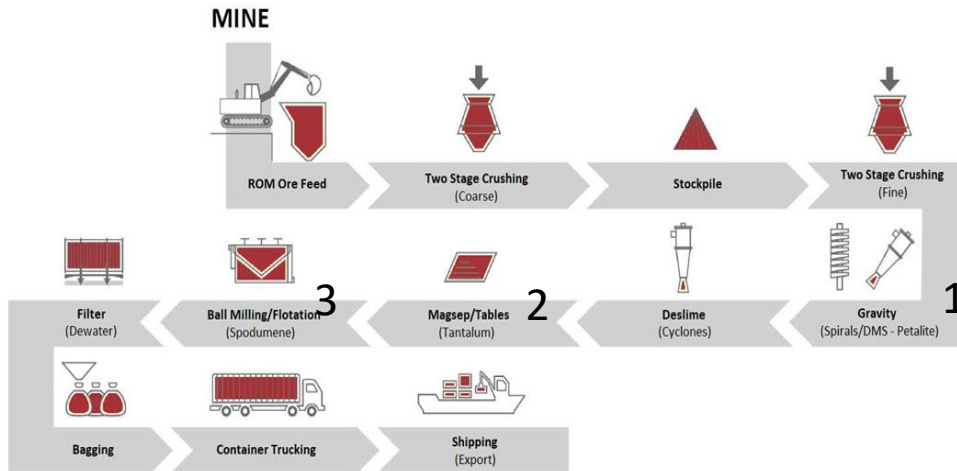 MINE
ROM Ore Feed
Two Stage Crushing
(Coarse)
Stockpile
Two Stage Crushing
(Fine)
1
Gravity
(Spirals/DMS - Petalite)
Deslime
(Cyclones)
2
Magsep/Tables
(Tantalum)
3
Ball Milling/Flotation
(Spodumene)
Filter
(Dewater)
Bagging
Container Trucking
Shipping
(Export)